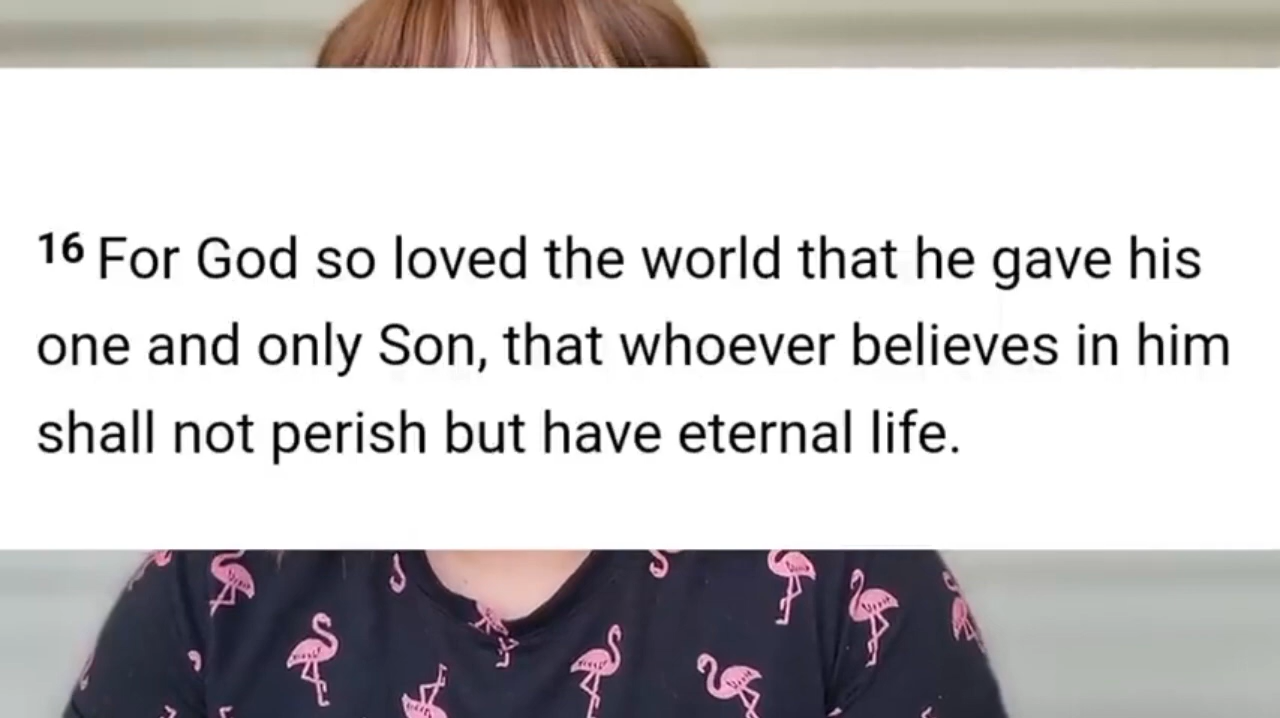 16 For God so loved the world that he gave his
one and only Son, that whoever believes in him
shall not perish but have eternal life.